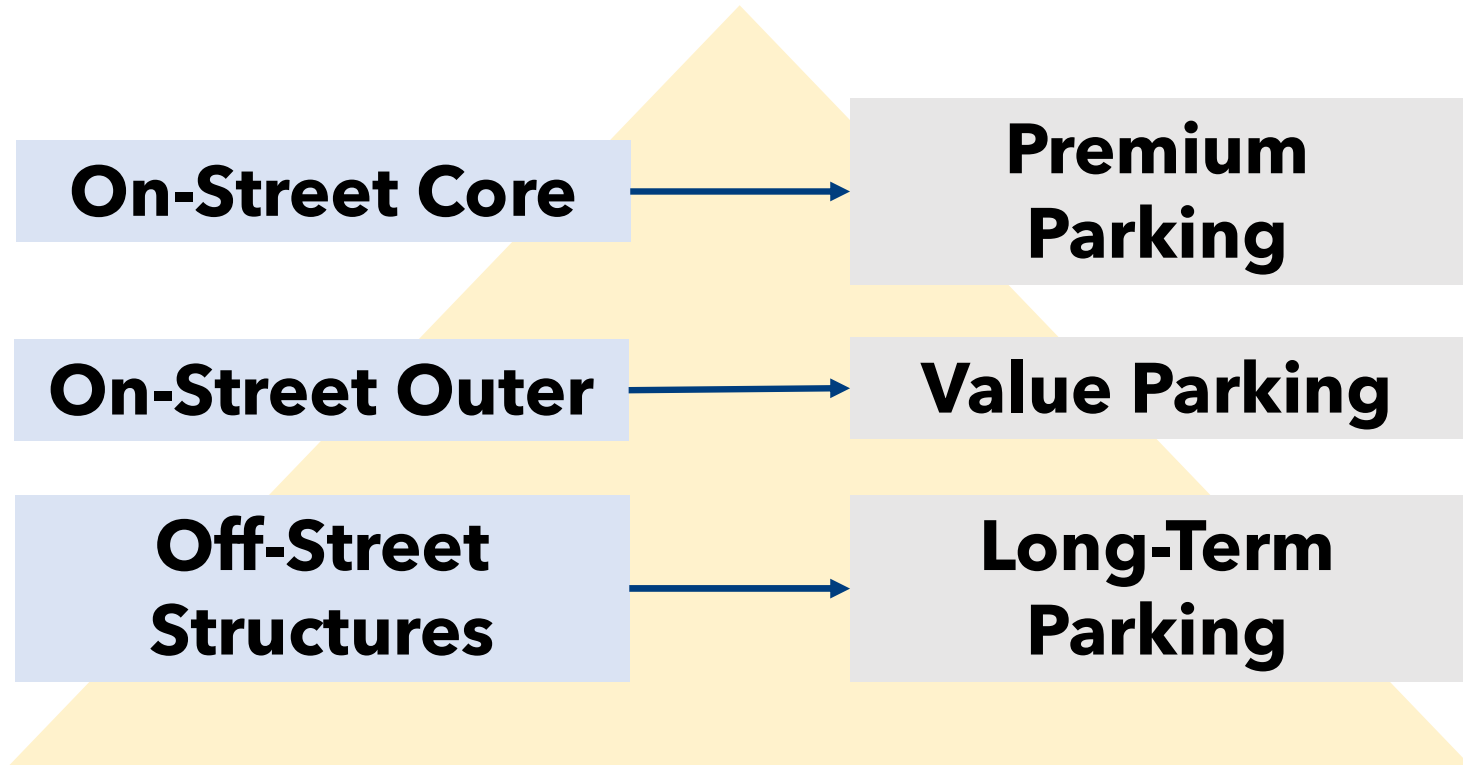 On-Street Core
Premium
Parking
On-Street Outer
Value Parking
Off-Street
Structures
Long-Term
Parking